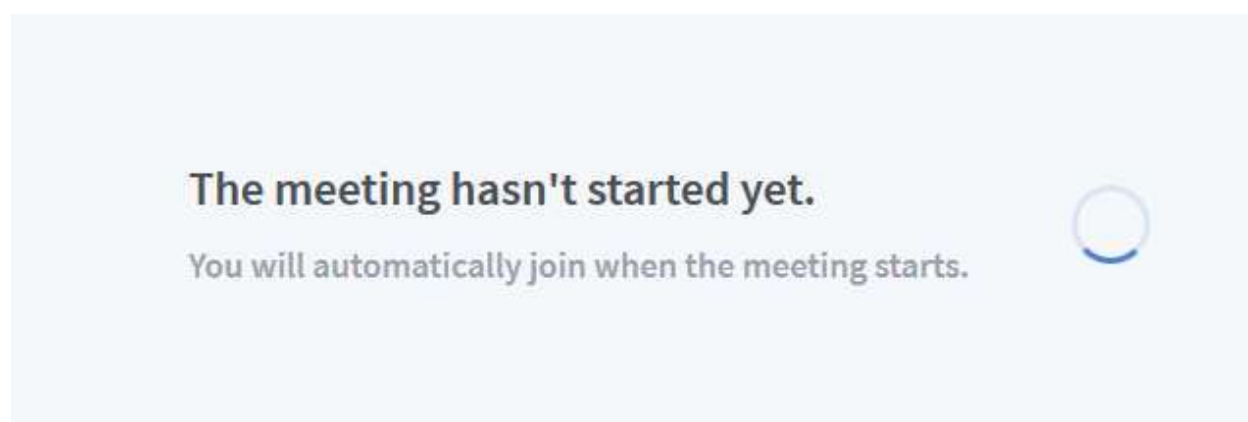 The meeting hasn't started yet.
You will automatically join when the meeting starts.